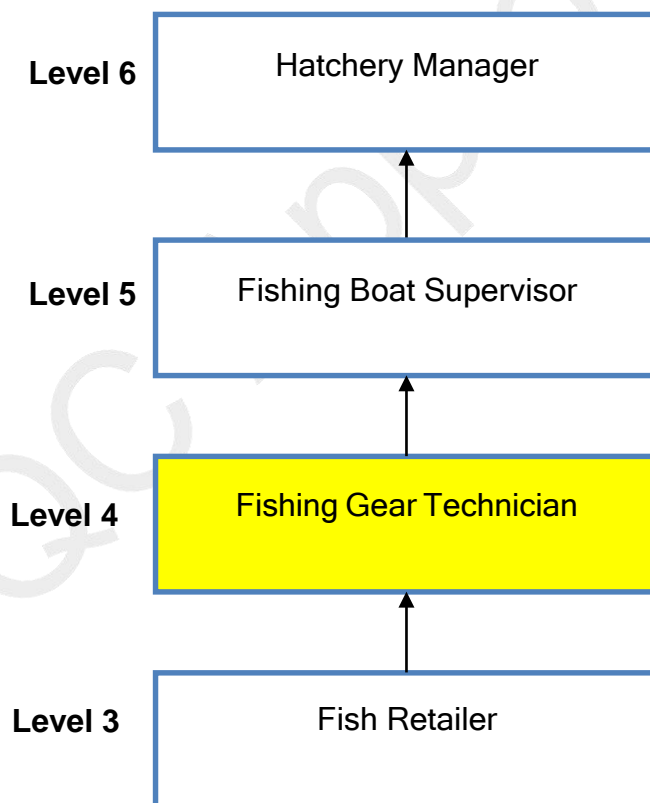 Level 6
Hatchery Manager
Level 5
Fishing Boat Supervisor
Level 4
Fishing Gear Technician
Level 3
Fish Retailer